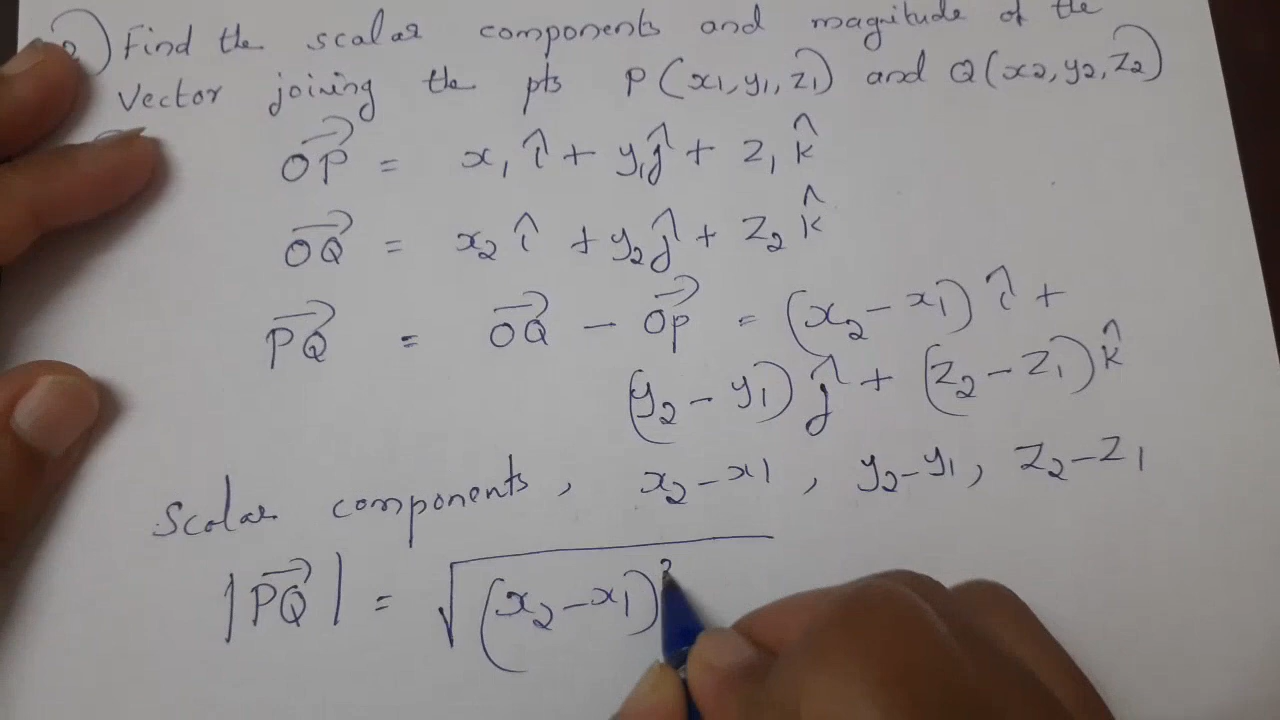 2) Find the scalar components and magnitude of the
vector joining the pts P(x₁, y₁, z₁) and Q(x₂, y₂, z₂)
OP⃗ = x₁ î + y₁ ĵ + z₁ k̂
OQ⃗ = x₂ î + y₂ ĵ + z₂ k̂
PQ⃗ = OQ⃗ − OP⃗ = (x₂ − x₁) î +
(y₂ − y₁) ĵ + (z₂ − z₁) k̂
Scalar components, x₂ − x₁, y₂ − y₁, z₂ − z₁
|PQ⃗| = √(x₂ − x₁)²